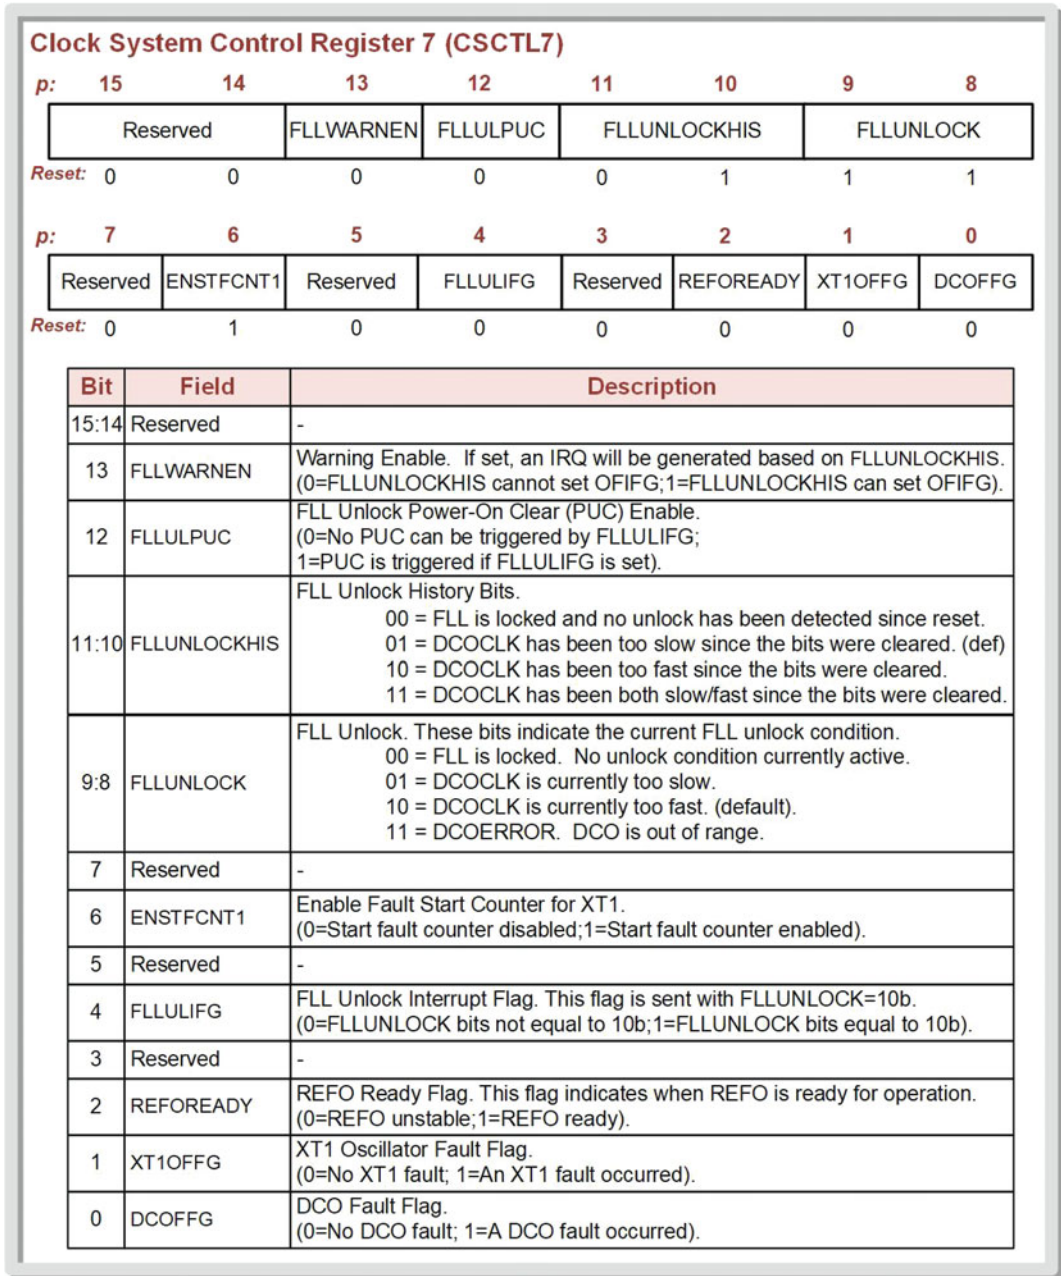 Clock System Control Register 7 (CSCTL7)
p: 15 14 13 12 11 10 9 8
Reserved FLLWARNEN FLLULPUC FLLUNLOCKHIS FLLUNLOCK
Reset: 0 0 0 0 0 1 1 1
p: 7 6 5 4 3 2 1 0
Reserved ENSTFCNT1 Reserved FLLULIFG Reserved REFOREADY XT1OFFG DCOFFG
Reset: 0 1 0 0 0 0 0 0
Bit Field Description
15:14 Reserved -
13 FLLWARNEN Warning Enable. If set, an IRQ will be generated based on FLLUNLOCKHIS.
(0=FLLUNLOCKHIS cannot set OFIFG;1=FLLUNLOCKHIS can set OFIFG).
12 FLLULPUC FLL Unlock Power-On Clear (PUC) Enable.
(0=No PUC can be triggered by FLLULIFG;
1=PUC is triggered if FLLULIFG is set).
11:10 FLLUNLOCKHIS FLL Unlock History Bits.
00 = FLL is locked and no unlock has been detected since reset.
01 = DCOCLK has been too slow since the bits were cleared. (def)
10 = DCOCLK has been too fast since the bits were cleared.
11 = DCOCLK has been both slow/fast since the bits were cleared.
9:8 FLLUNLOCK FLL Unlock. These bits indicate the current FLL unlock condition.
00 = FLL is locked. No unlock condition currently active.
01 = DCOCLK is currently too slow.
10 = DCOCLK is currently too fast. (default).
11 = DCOERROR. DCO is out of range.
7 Reserved -
6 ENSTFCNT1 Enable Fault Start Counter for XT1.
(0=Start fault counter disabled;1=Start fault counter enabled).
5 Reserved -
4 FLLULIFG FLL Unlock Interrupt Flag. This flag is sent with FLLUNLOCK=10b.
(0=FLLUNLOCK bits not equal to 10b;1=FLLUNLOCK bits equal to 10b).
3 Reserved -
2 REFOREADY REFO Ready Flag. This flag indicates when REFO is ready for operation.
(0=REFO unstable;1=REFO ready).
1 XT1OFFG XT1 Oscillator Fault Flag.
(0=No XT1 fault; 1=An XT1 fault occurred).
0 DCOFFG DCO Fault Flag.
(0=No DCO fault; 1=A DCO fault occurred).